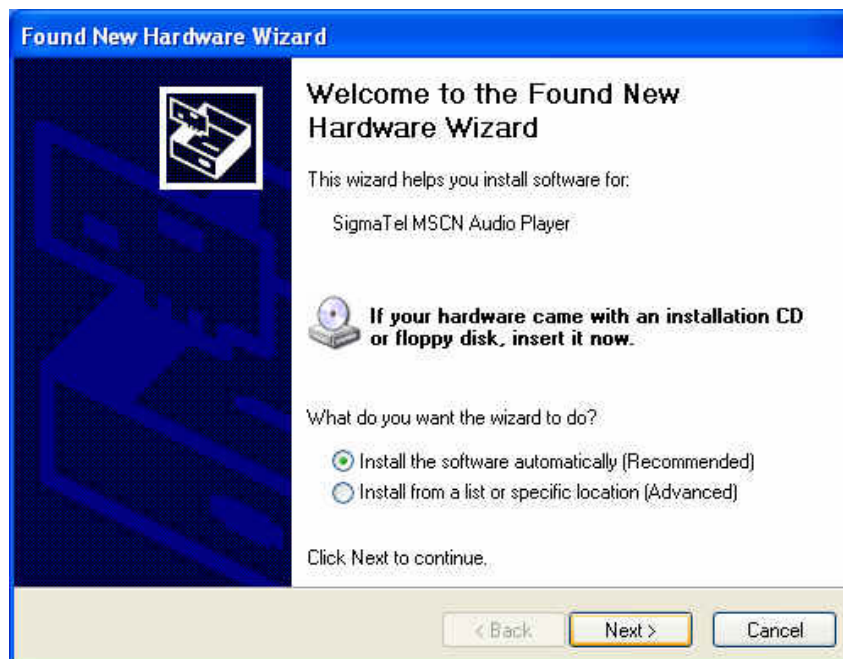 Found New Hardware Wizard
Welcome to the Found New
Hardware Wizard
This wizard helps you install software for:
SigmaTel MSCN Audio Player
If your hardware came with an installation CD
or floppy disk, insert it now.
What do you want the wizard to do?
Install the software automatically (Recommended)
Install from a list or specific location (Advanced)
Click Next to continue.
< Back Next > Cancel